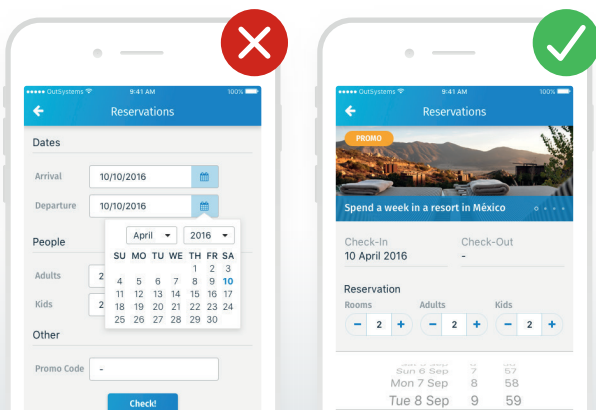 OutSystems 9:41 AM 100%
Reservations
Dates
Arrival 10/10/2016
Departure 10/10/2016
April 2016
SU MO TU WE TH FR SA
1 2 3
4 5 6 7 8 9 10
11 12 13 14 15 16 17
18 19 20 21 22 23 24
25 26 27 28 29 30
People
Adults 2
Kids 2
Other
Promo Code -
Check!
OutSystems 9:41 AM 100%
Reservations
PROMO
Spend a week in a resort in México
Check-In Check-Out
10 April 2016 -
Reservation
Rooms Adults Kids
− 2 + − 2 + − 2 +
Sun 6 Sep 7 57
Mon 7 Sep 8 58
Tue 8 Sep 9 59